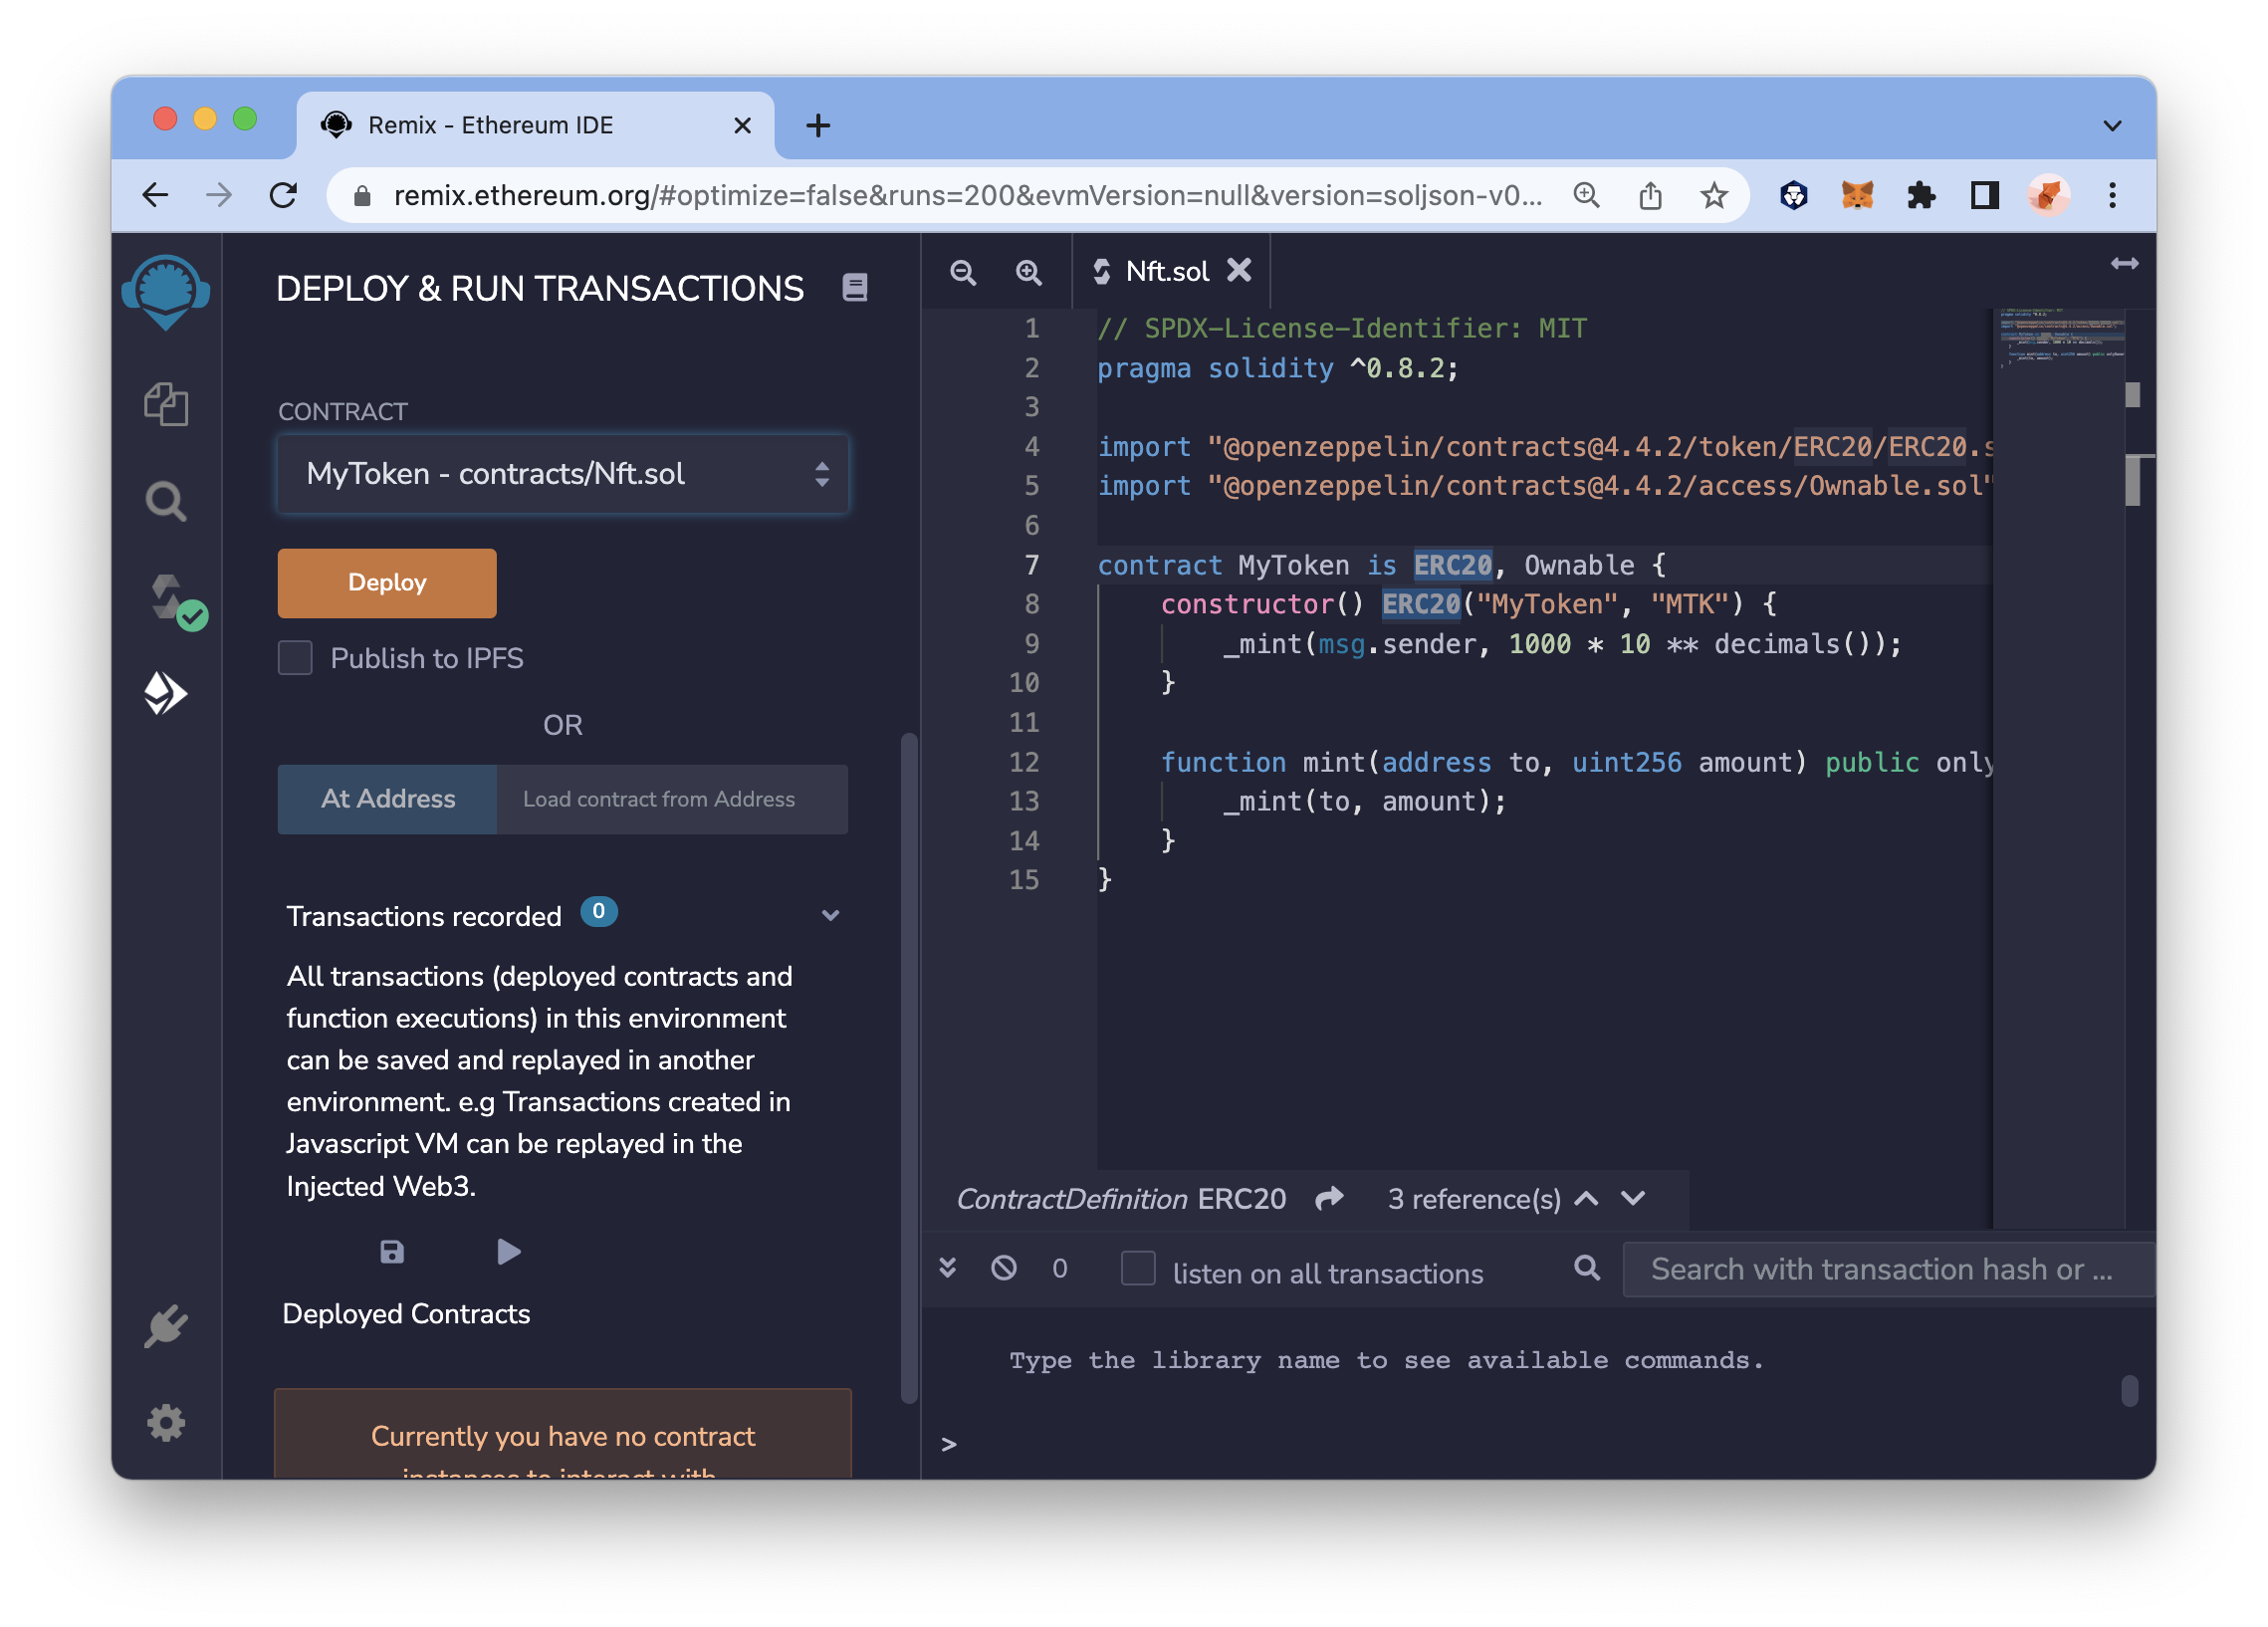 Remix - Ethereum IDE
remix.ethereum.org/#optimize=false&runs=200&evmVersion=null&version=soljson-v0...
DEPLOY & RUN TRANSACTIONS
CONTRACT
MyToken - contracts/Nft.sol
Deploy
Publish to IPFS
OR
At Address Load contract from Address
Transactions recorded 0
All transactions (deployed contracts and
function executions) in this environment
can be saved and replayed in another
environment. e.g Transactions created in
Javascript VM can be replayed in the
Injected Web3.
Deployed Contracts
Currently you have no contract
instances to interact with
Nft.sol
1 // SPDX-License-Identifier: MIT
2 pragma solidity ^0.8.2;
3
4 import "@openzeppelin/contracts@4.4.2/token/ERC20/ERC20.s
5 import "@openzeppelin/contracts@4.4.2/access/Ownable.sol"
6
7 contract MyToken is ERC20, Ownable {
8 constructor() ERC20("MyToken", "MTK") {
9 _mint(msg.sender, 1000 * 10 ** decimals());
10 }
11
12 function mint(address to, uint256 amount) public only
13 _mint(to, amount);
14 }
15 }
ContractDefinition ERC20 3 reference(s)
0 listen on all transactions Search with transaction hash or ...
Type the library name to see available commands.
>